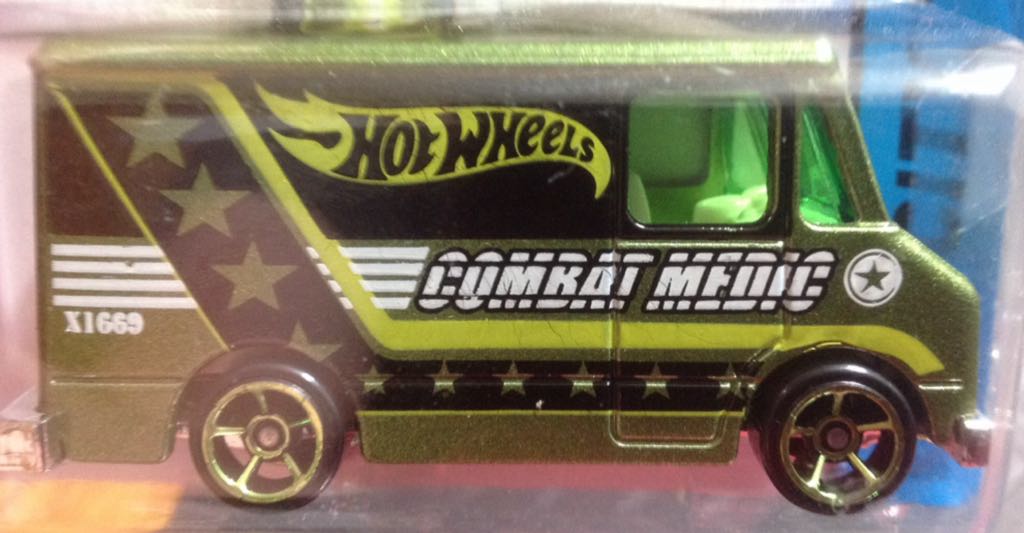 HOT WHEELS
COMBAT MEDIC
X1669